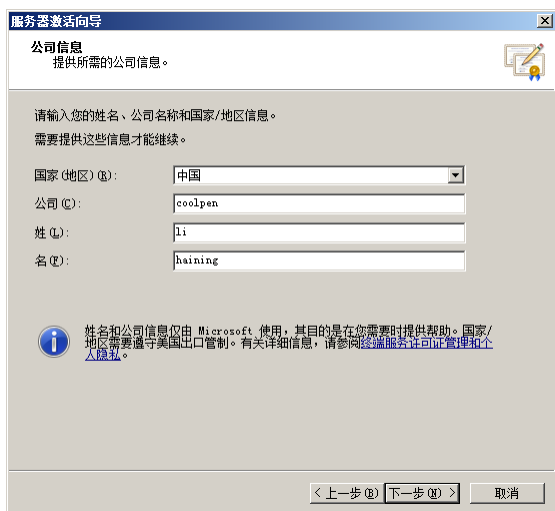 服务器激活向导
公司信息
提供所需的公司信息。
请输入您的姓名、公司名称和国家/地区信息。
需要提供这些信息才能继续。
国家(地区)(R):
中国
公司(C):
coolpen
姓(L):
li
名(F):
haining
姓名和公司信息仅由 Microsoft 使用，其目的是在您需要时提供帮助。国家/
地区需要遵守美国出口管制。有关详细信息，请参阅终端服务许可证管理和个
人隐私。
< 上一步(B)
下一步(N) >
取消